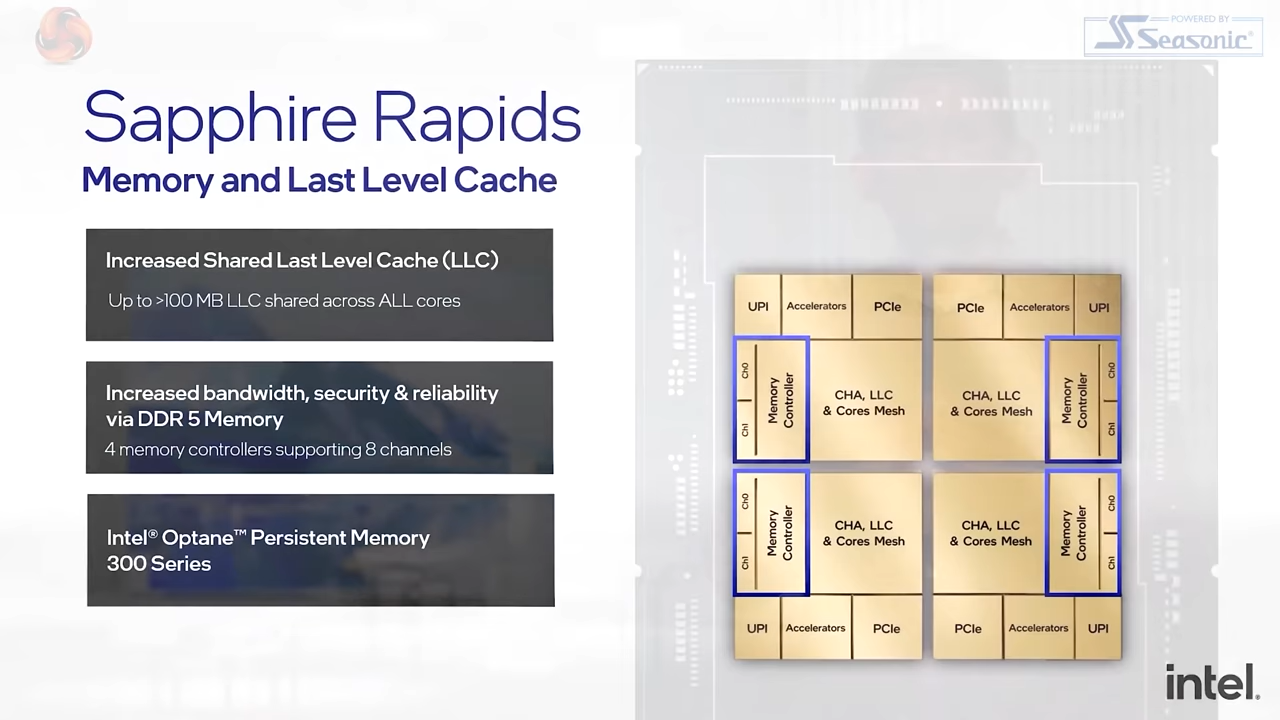 POWERED BY
Seasonic®
Sapphire Rapids
Memory and Last Level Cache
Increased Shared Last Level Cache (LLC)
Up to >100 MB LLC shared across ALL cores
Increased bandwidth, security & reliability
via DDR 5 Memory
4 memory controllers supporting 8 channels
Intel® Optane™ Persistent Memory
300 Series
UPI
Accelerators
PCIe
PCIe
Accelerators
UPI
Ch0
Ch1
Memory
Controller
CHA, LLC
& Cores Mesh
CHA, LLC
& Cores Mesh
Memory
Controller
Ch0
Ch1
Ch0
Ch1
Memory
Controller
CHA, LLC
& Cores Mesh
CHA, LLC
& Cores Mesh
Memory
Controller
Ch0
Ch1
UPI
Accelerators
PCIe
PCIe
Accelerators
UPI
intel.